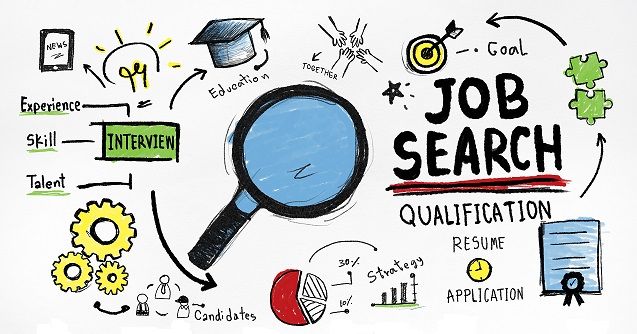 NEWS
Education
TOGETHER
Goal
JOB
SEARCH
Experience
Skill
INTERVIEW
Talent
QUALIFICATION
RESUME
APPLICATION
30%
10%
Strategy
Candidates